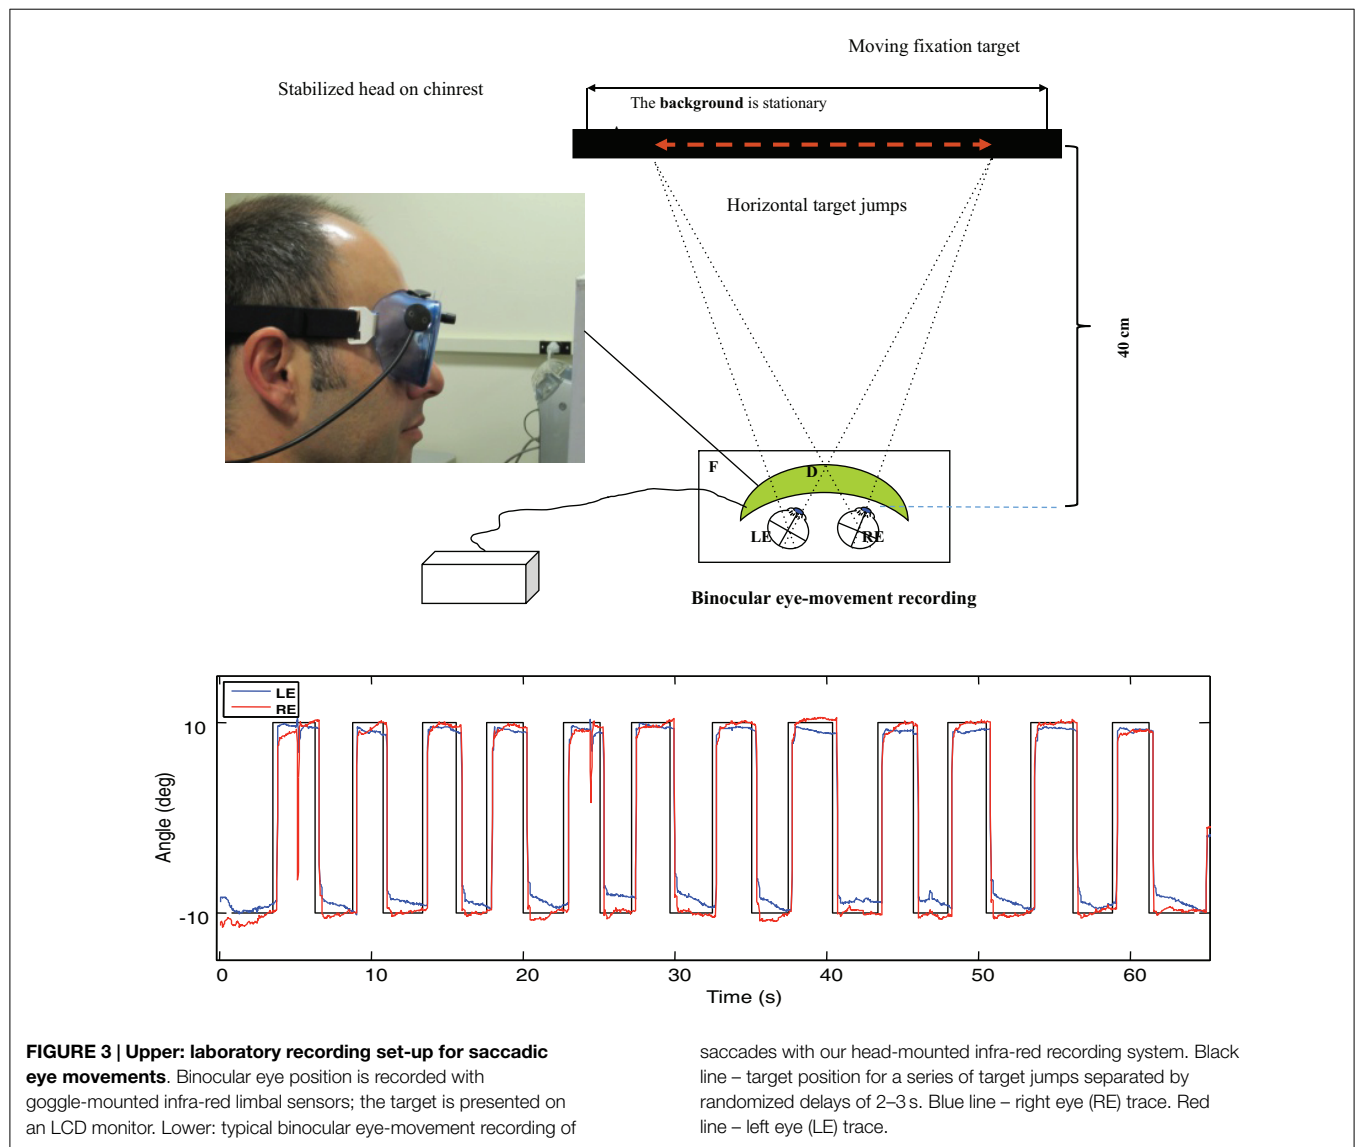 Moving fixation target
Stabilized head on chinrest
The background is stationary
Horizontal target jumps
40 cm
F
D
LE
RE
Binocular eye-movement recording
LE
RE
10
-10
Angle (deg)
0 10 20 30 40 50 60
Time (s)
FIGURE 3 | Upper: laboratory recording set-up for saccadic
eye movements. Binocular eye position is recorded with
goggle-mounted infra-red limbal sensors; the target is presented on
an LCD monitor. Lower: typical binocular eye-movement recording of
saccades with our head-mounted infra-red recording system. Black
line – target position for a series of target jumps separated by
randomized delays of 2–3 s. Blue line – right eye (RE) trace. Red
line – left eye (LE) trace.